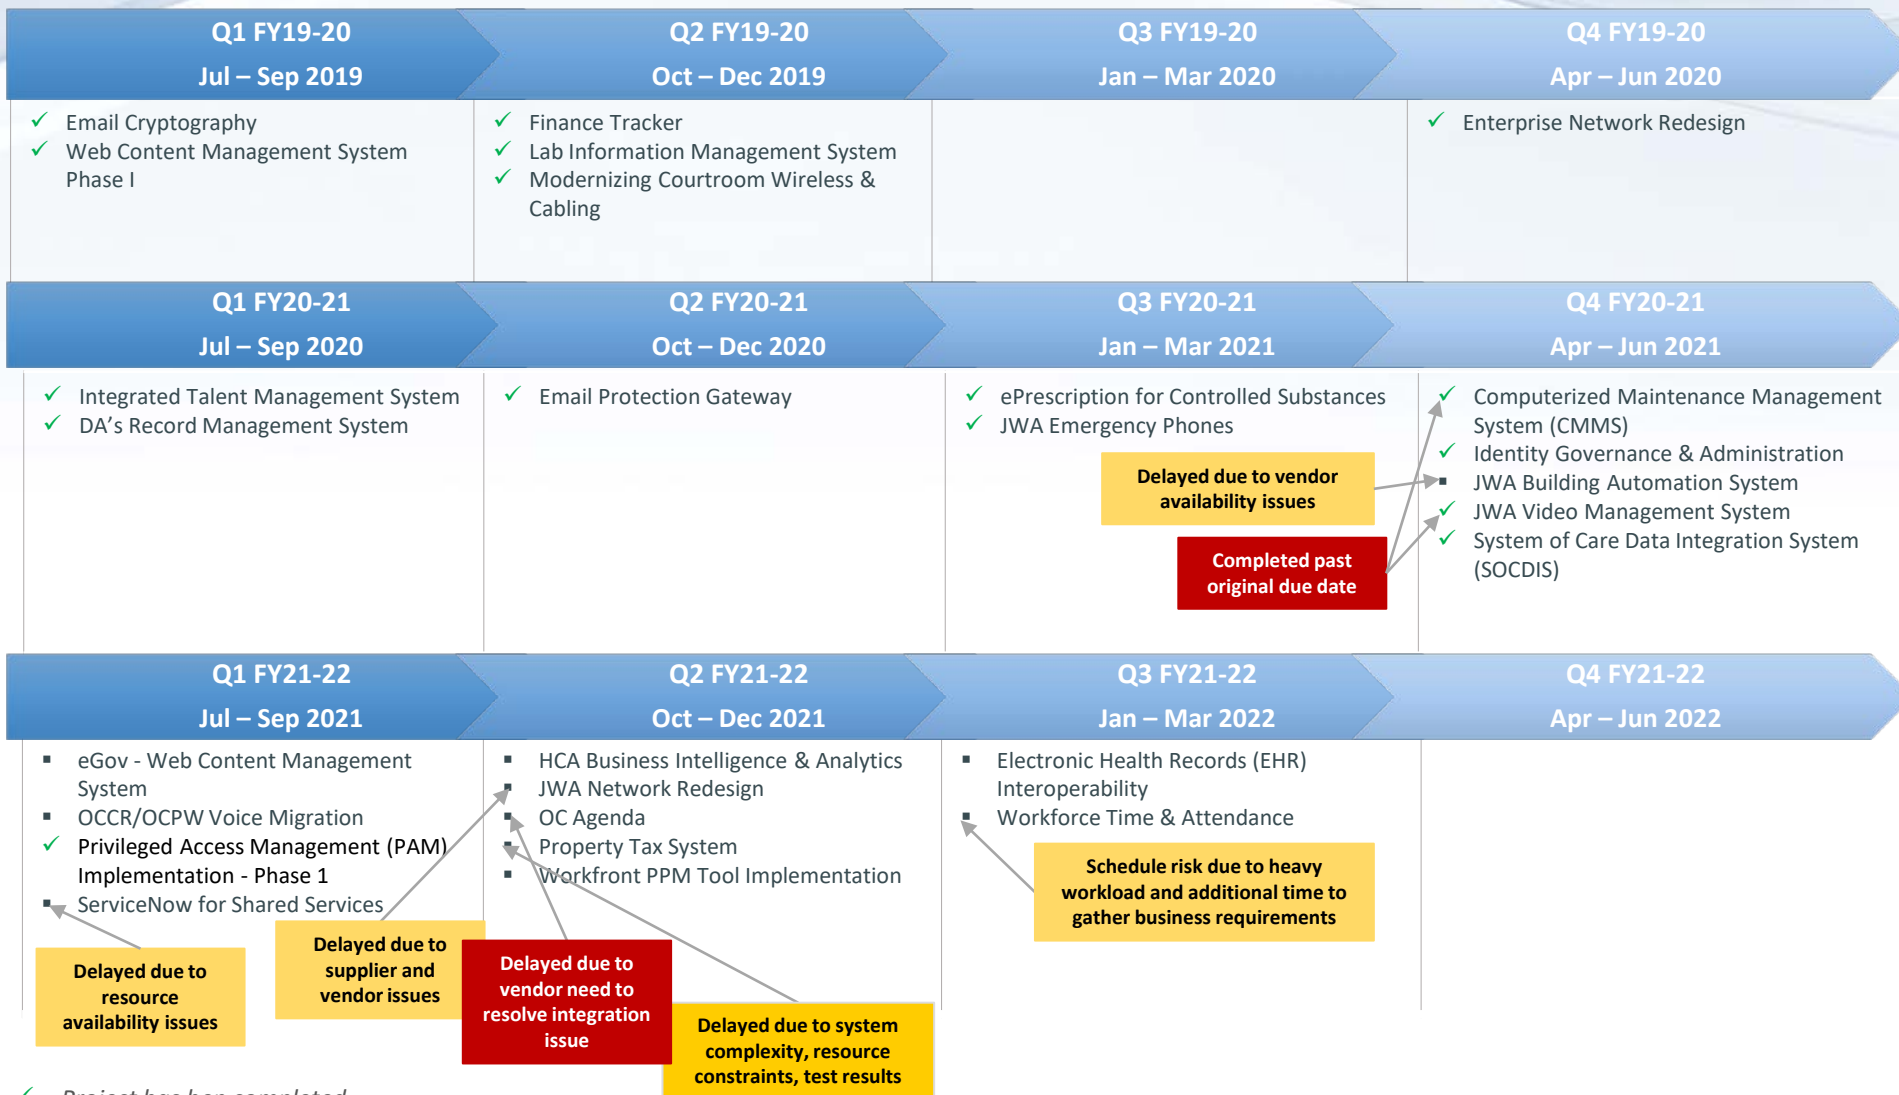 Q1 FY19-20
Jul – Sep 2019
Q2 FY19-20
Oct – Dec 2019
Q3 FY19-20
Jan – Mar 2020
Q4 FY19-20
Apr – Jun 2020
✓ Email Cryptography
✓ Web Content Management System
Phase I
✓ Finance Tracker
✓ Lab Information Management System
✓ Modernizing Courtroom Wireless &
Cabling
✓ Enterprise Network Redesign
Q1 FY20-21
Jul – Sep 2020
Q2 FY20-21
Oct – Dec 2020
Q3 FY20-21
Jan – Mar 2021
Q4 FY20-21
Apr – Jun 2021
✓ Integrated Talent Management System
✓ DA's Record Management System
✓ Email Protection Gateway
✓ ePrescription for Controlled Substances
✓ JWA Emergency Phones
Delayed due to vendor
availability issues
Completed past
original due date
✓ Computerized Maintenance Management
System (CMMS)
✓ Identity Governance & Administration
▪ JWA Building Automation System
✓ JWA Video Management System
✓ System of Care Data Integration System
(SOCDIS)
Q1 FY21-22
Jul – Sep 2021
Q2 FY21-22
Oct – Dec 2021
Q3 FY21-22
Jan – Mar 2022
Q4 FY21-22
Apr – Jun 2022
▪ eGov - Web Content Management
System
▪ OCCR/OCPW Voice Migration
✓ Privileged Access Management (PAM)
Implementation - Phase 1
▪ ServiceNow for Shared Services
Delayed due to
resource
availability issues
▪ HCA Business Intelligence & Analytics
▪ JWA Network Redesign
▪ OC Agenda
▪ Property Tax System
▪ Workfront PPM Tool Implementation
Delayed due to
supplier and
vendor issues
Delayed due to
vendor need to
resolve integration
issue
Delayed due to system
complexity, resource
constraints, test results
▪ Electronic Health Records (EHR)
Interoperability
▪ Workforce Time & Attendance
Schedule risk due to heavy
workload and additional time to
gather business requirements
✓ Project has ben completed